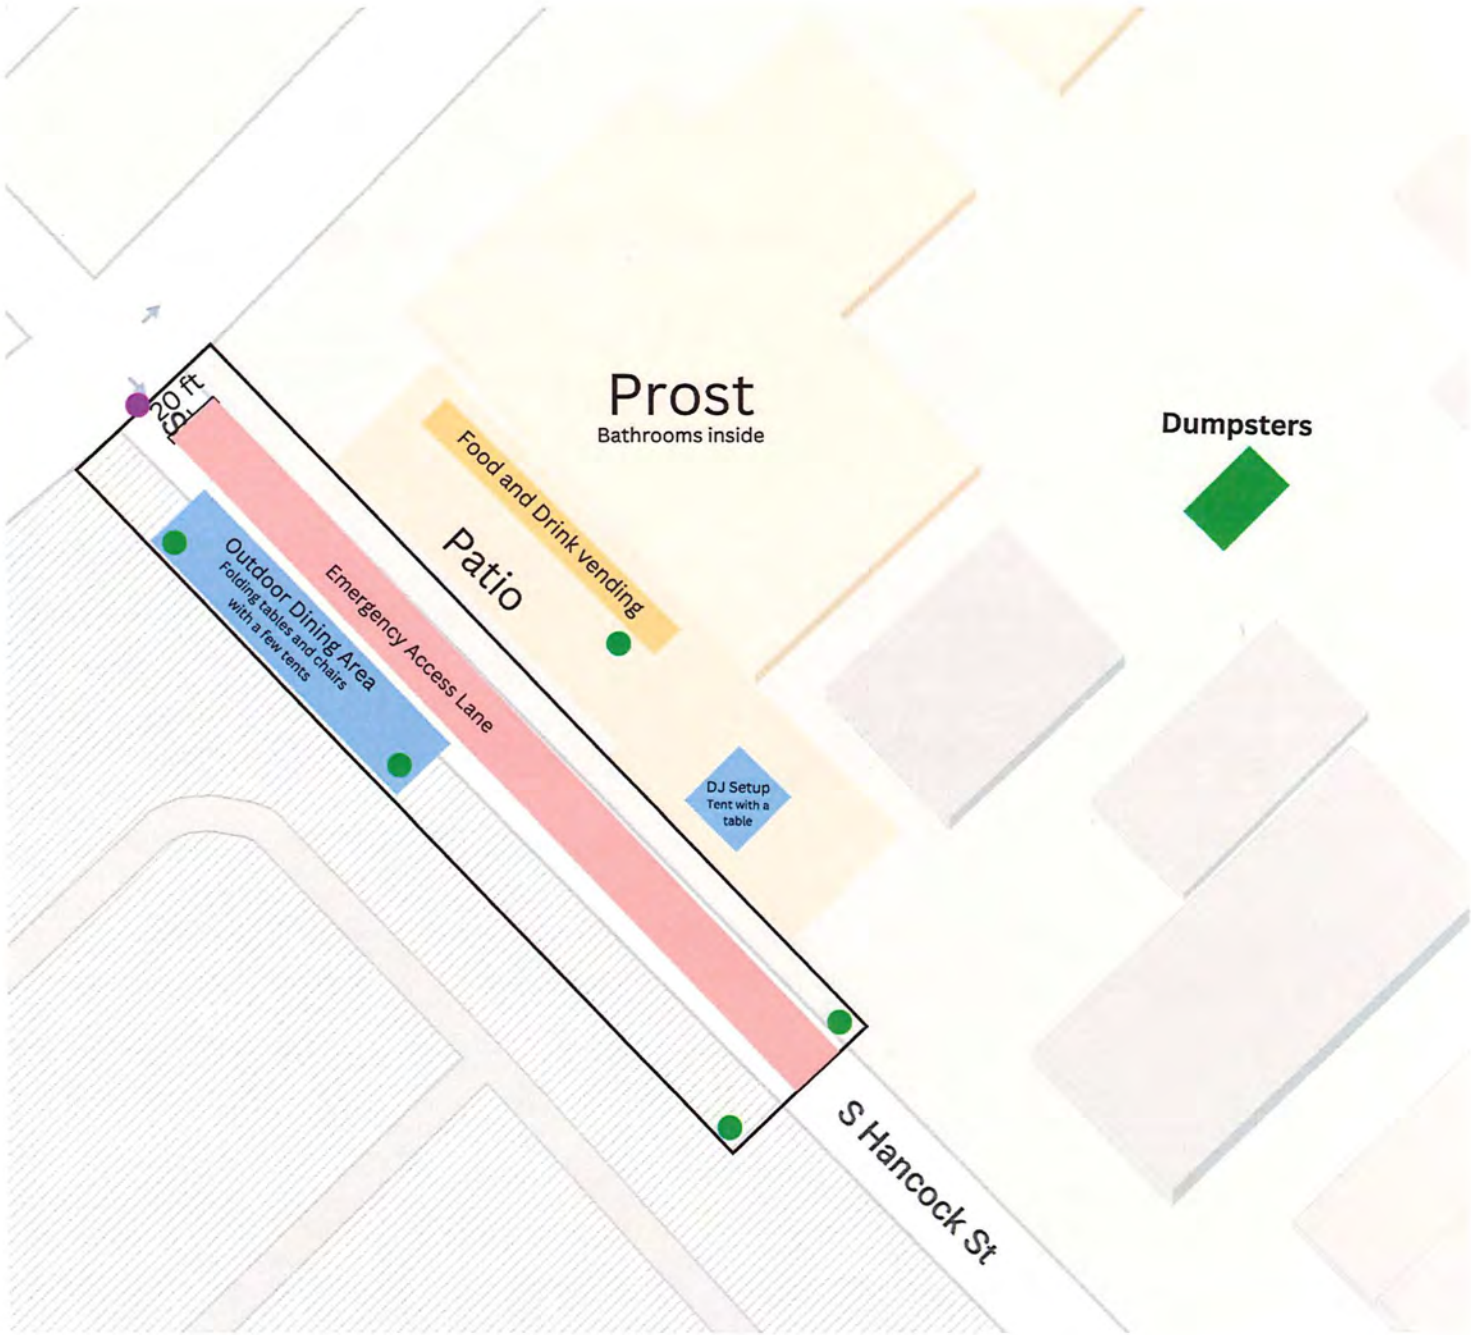 Prost
Bathrooms inside
Dumpsters
20 ft
S.
Food and Drink vending
Patio
Outdoor Dining Area
Folding tables and chairs
with a few tents
Emergency Access Lane
DJ Setup
Tent with a
table
S Hancock St